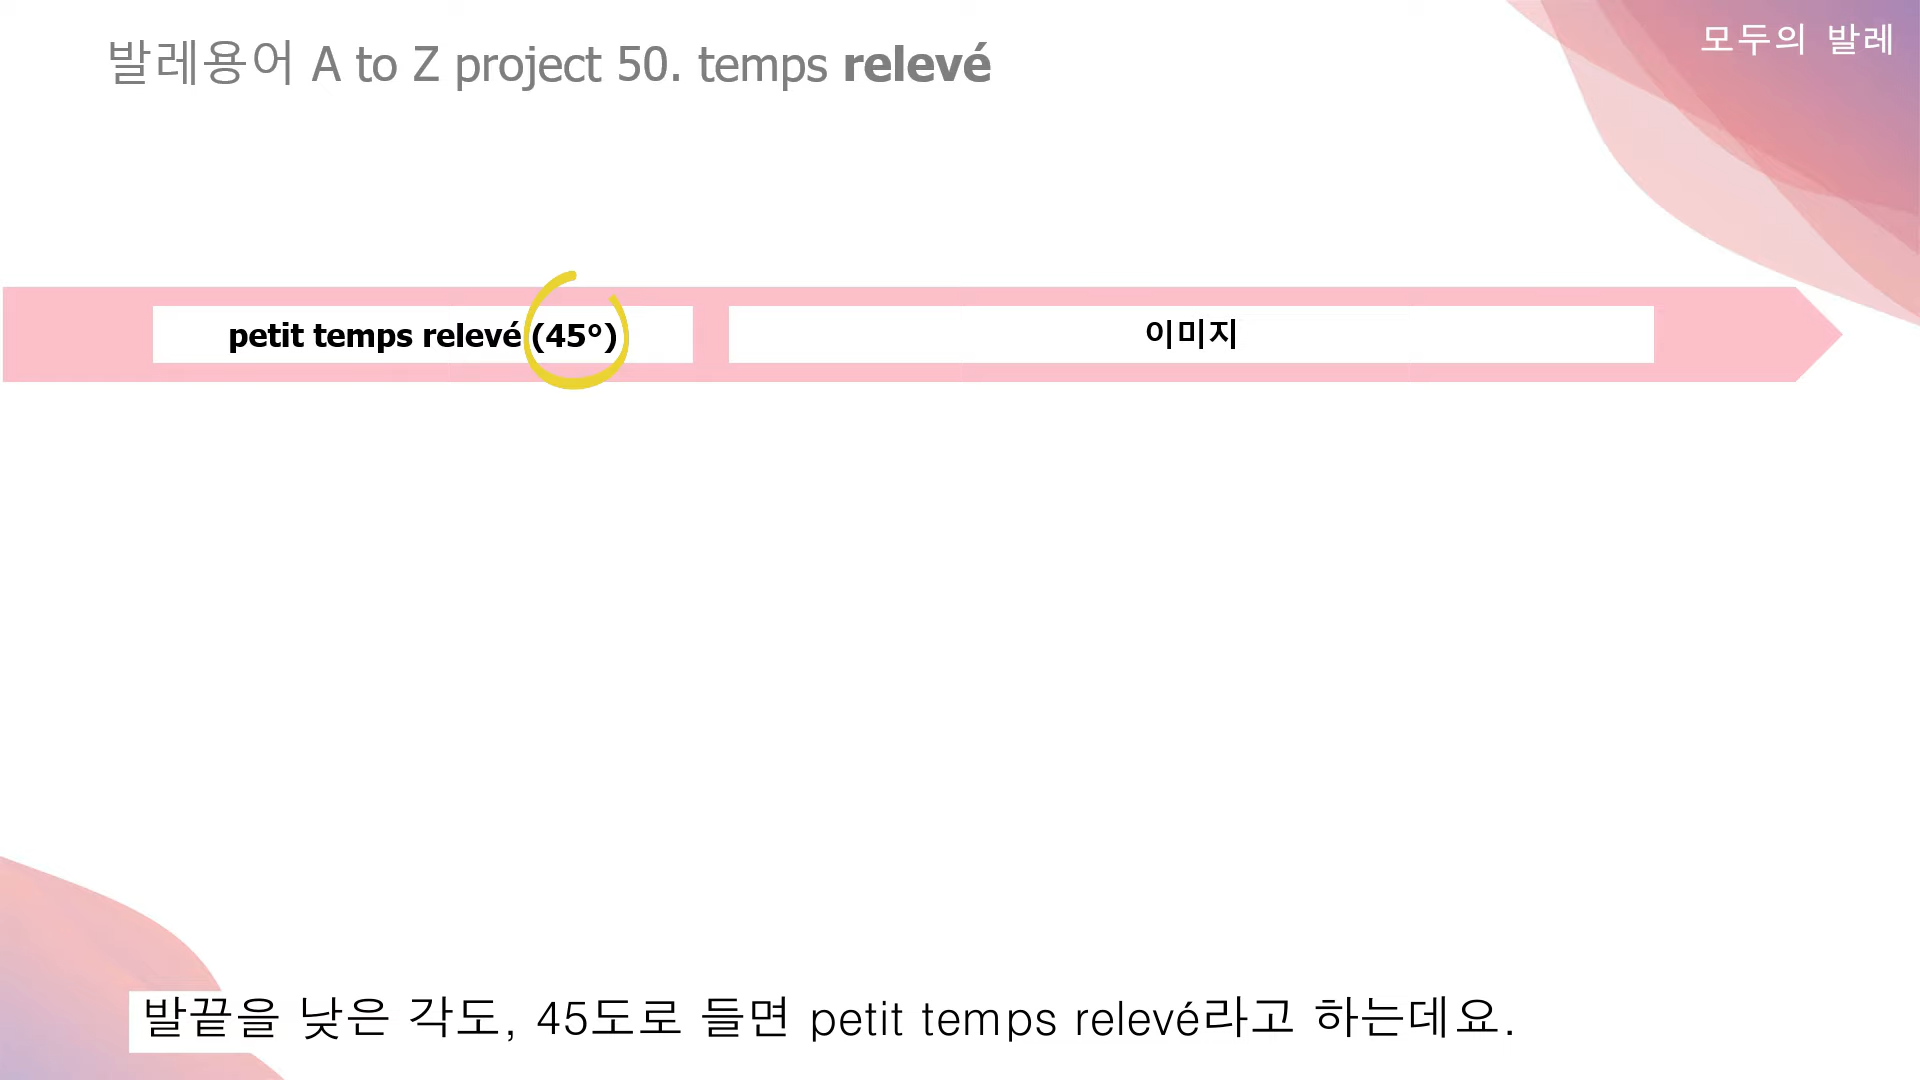 발레용어 A to Z project 50. temps relevé
모두의 발레
petit temps relevé (45°)
이미지
발끝을 낮은 각도, 45도로 들면 petit temps relevé라고 하는데요.